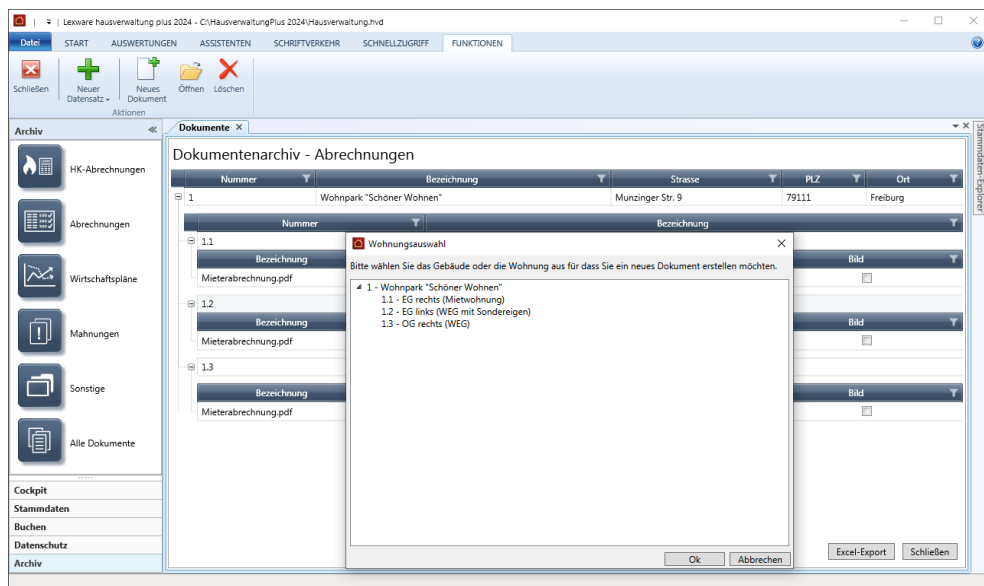 Lexware hausverwaltung plus 2024 - C:\HausverwaltungPlus 2024\Hausverwaltung.hvd
Datei START AUSWERTUNGEN ASSISTENTEN SCHRIFTVERKEHR SCHNELLZUGRIFF FUNKTIONEN
Schließen Neuer Datensatz Neues Dokument Öffnen Löschen
Aktionen
Archiv
Dokumente
Stammdaten-Explorer
HK-Abrechnungen
Abrechnungen
Wirtschaftspläne
Mahnungen
Sonstige
Alle Dokumente
Cockpit
Stammdaten
Buchen
Datenschutz
Archiv
Dokumentenarchiv - Abrechnungen
Nummer Bezeichnung Strasse PLZ Ort
1 Wohnpark "Schöner Wohnen" Munzinger Str. 9 79111 Freiburg
Nummer Bezeichnung
1.1
Bezeichnung Bild
Mieterabrechnung.pdf
1.2
Bezeichnung Bild
Mieterabrechnung.pdf
1.3
Bezeichnung Bild
Mieterabrechnung.pdf
Wohnungsauswahl
Bitte wählen Sie das Gebäude oder die Wohnung aus für dass Sie ein neues Dokument erstellen möchten.
1 - Wohnpark "Schöner Wohnen"
1.1 - EG rechts (Mietwohnung)
1.2 - EG links (WEG mit Sondereigen)
1.3 - OG rechts (WEG)
Ok Abbrechen
Excel-Export Schließen